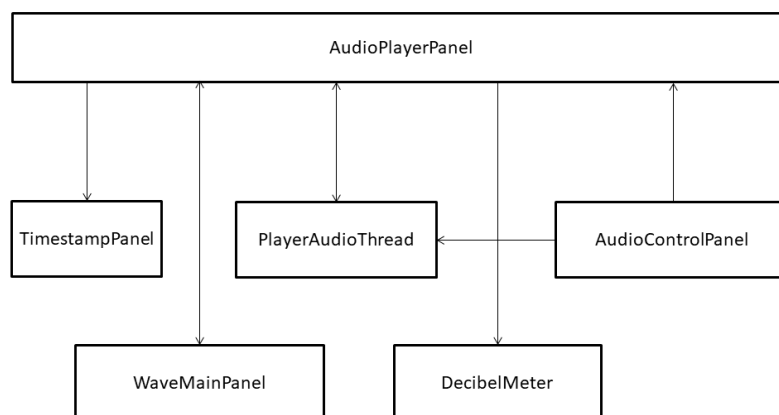 AudioPlayerPanel
TimestampPanel
PlayerAudioThread
AudioControlPanel
WaveMainPanel
DecibelMeter